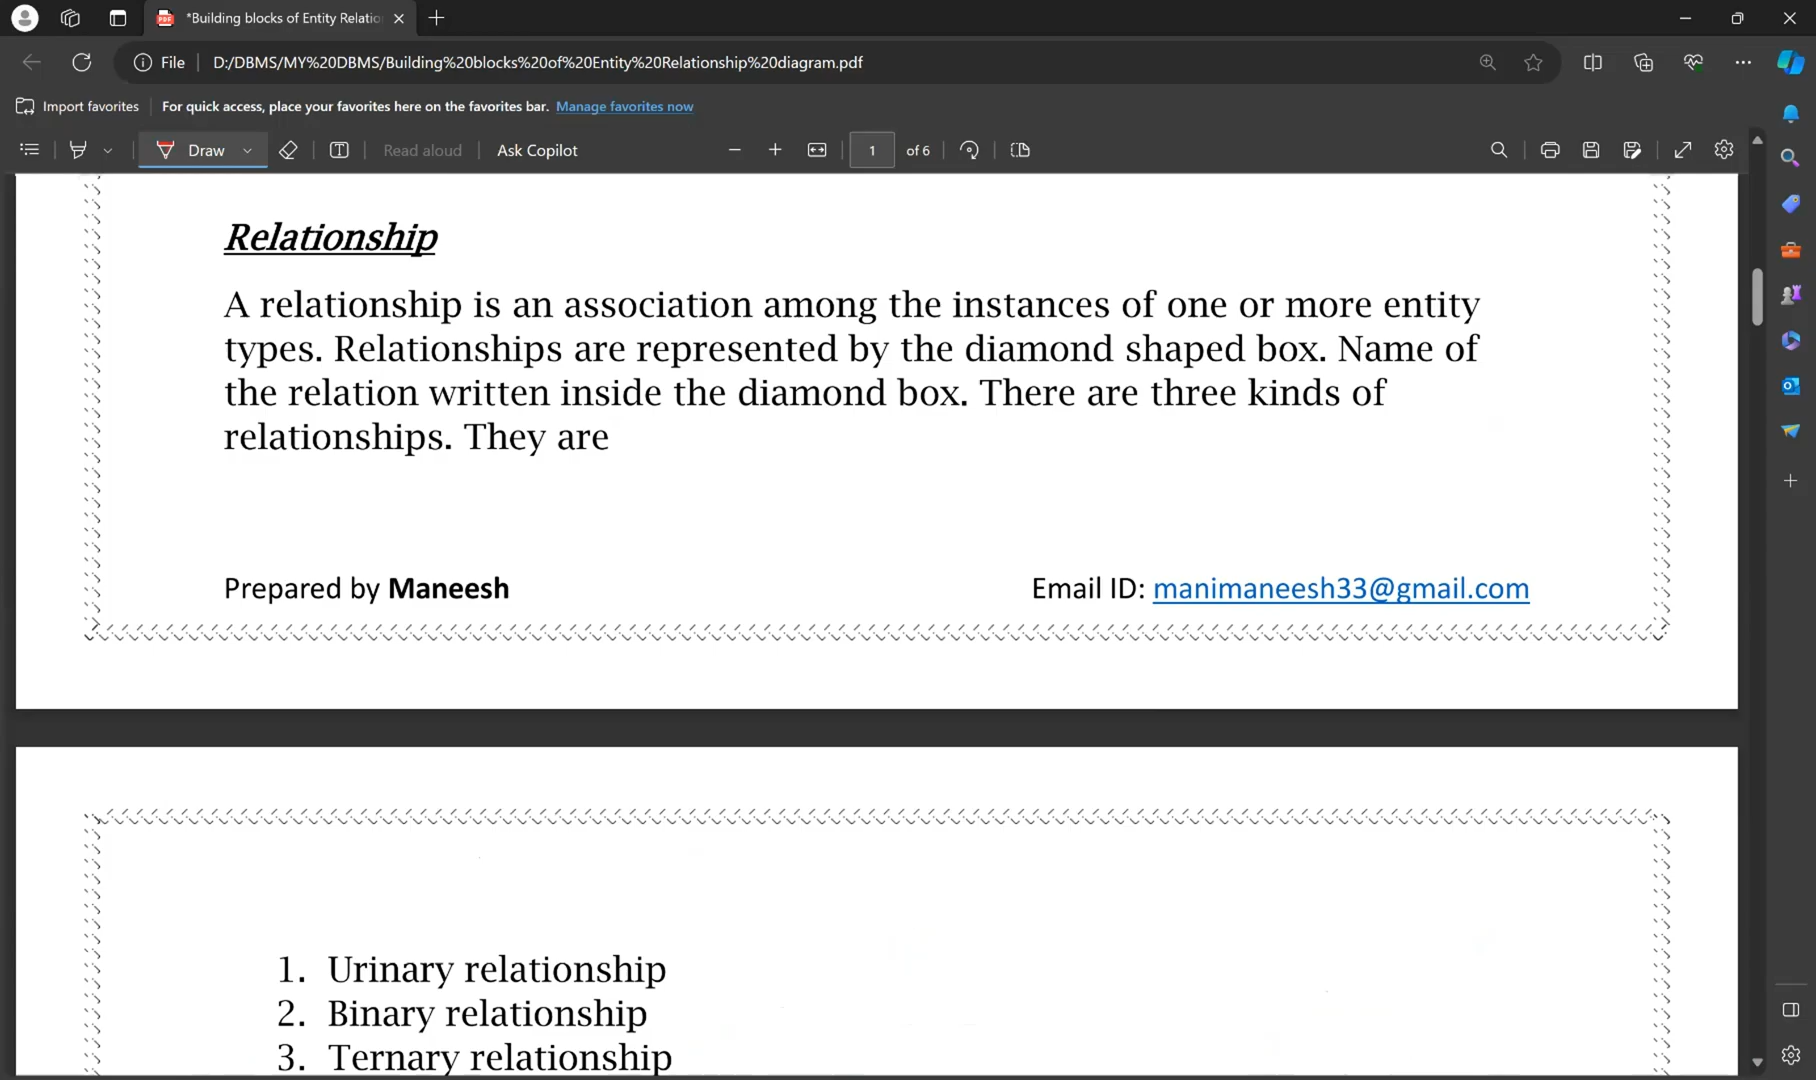 *Building blocks of Entity Relatio
File D:/DBMS/MY%20DBMS/Building%20blocks%20of%20Entity%20Relationship%20diagram.pdf
Import favorites For quick access, place your favorites here on the favorites bar. Manage favorites now
Draw Read aloud Ask Copilot 1 of 6
Relationship
A relationship is an association among the instances of one or more entity
types. Relationships are represented by the diamond shaped box. Name of
the relation written inside the diamond box. There are three kinds of
relationships. They are
Prepared by Maneesh Email ID: manimaneesh33@gmail.com
1. Urinary relationship
2. Binary relationship
3. Ternary relationship